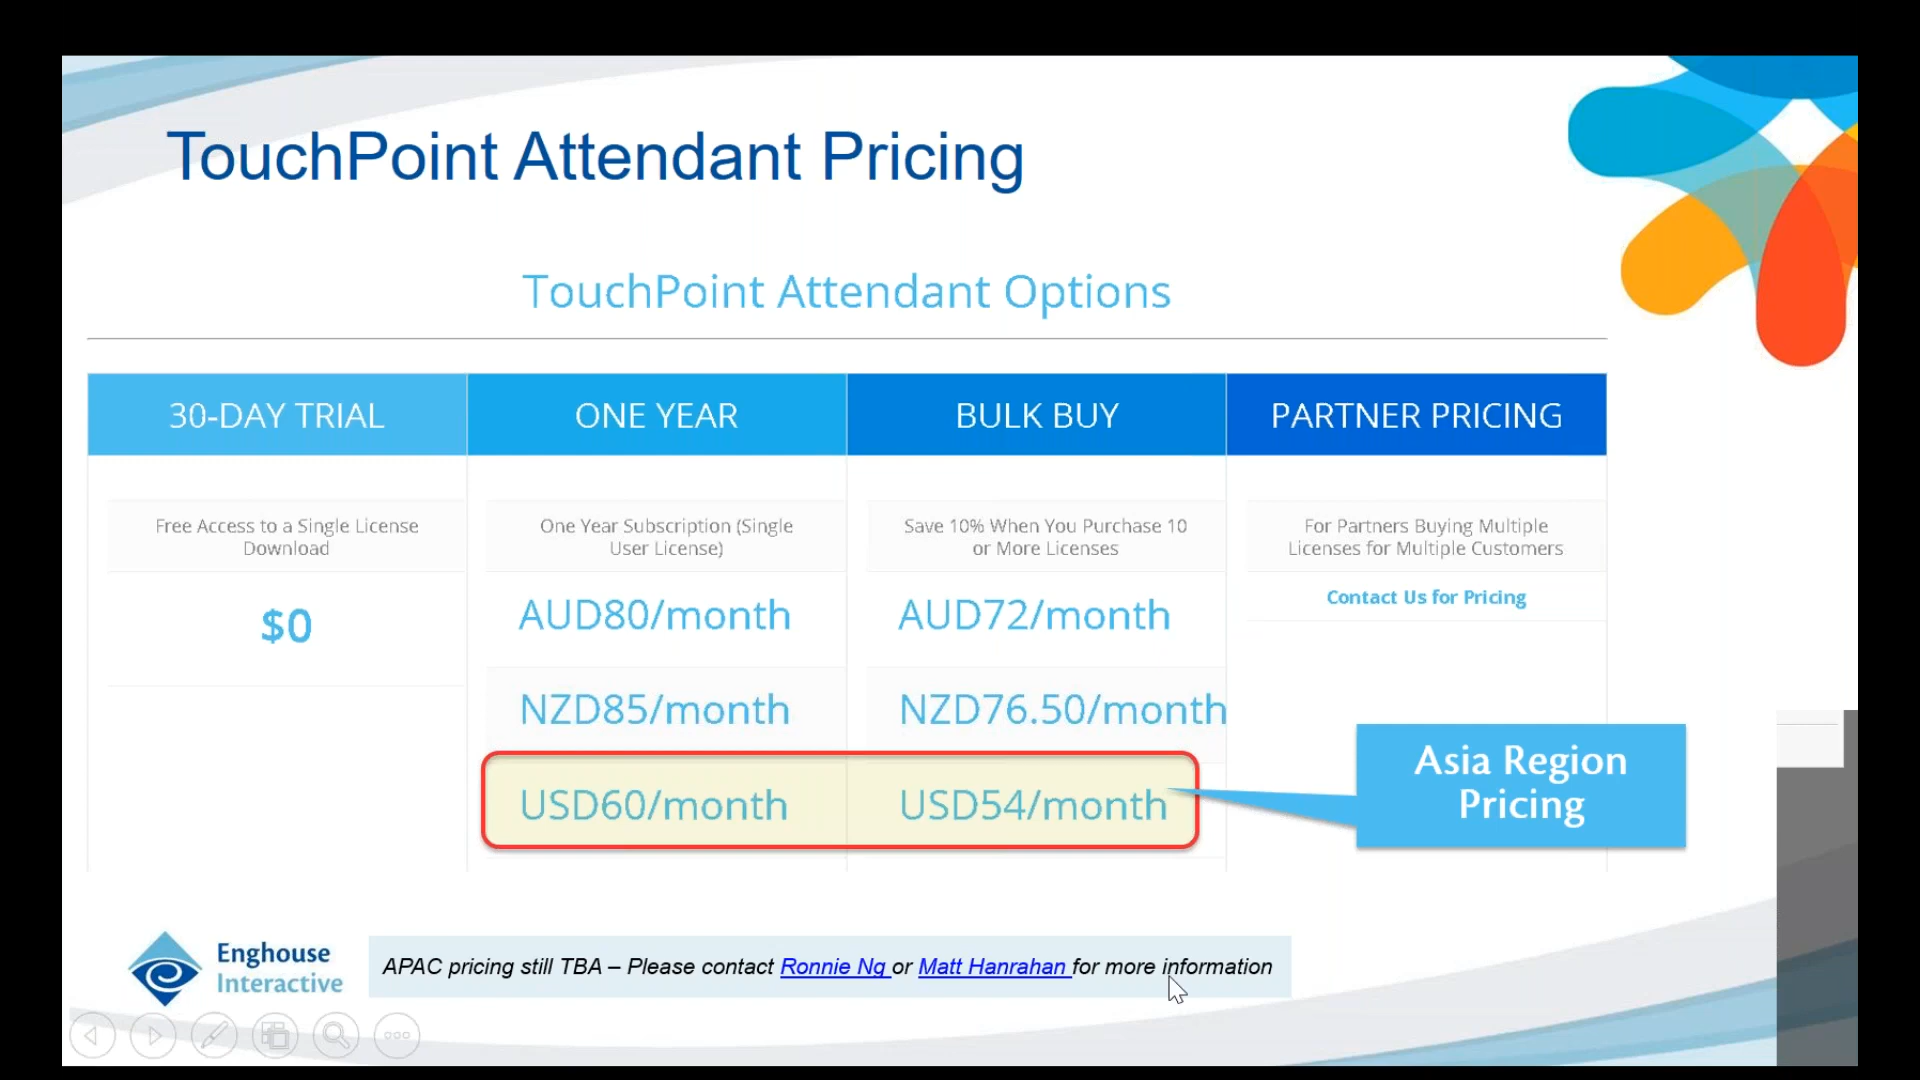 TouchPoint Attendant Pricing
TouchPoint Attendant Options
30-DAY TRIAL
Free Access to a Single License
Download
$0
ONE YEAR
One Year Subscription (Single
User License)
AUD80/month
NZD85/month
USD60/month
BULK BUY
Save 10% When You Purchase 10
or More Licenses
AUD72/month
NZD76.50/month
USD54/month
PARTNER PRICING
For Partners Buying Multiple
Licenses for Multiple Customers
Contact Us for Pricing
Asia Region
Pricing
Enghouse
Interactive
APAC pricing still TBA – Please contact Ronnie Ng or Matt Hanrahan for more information